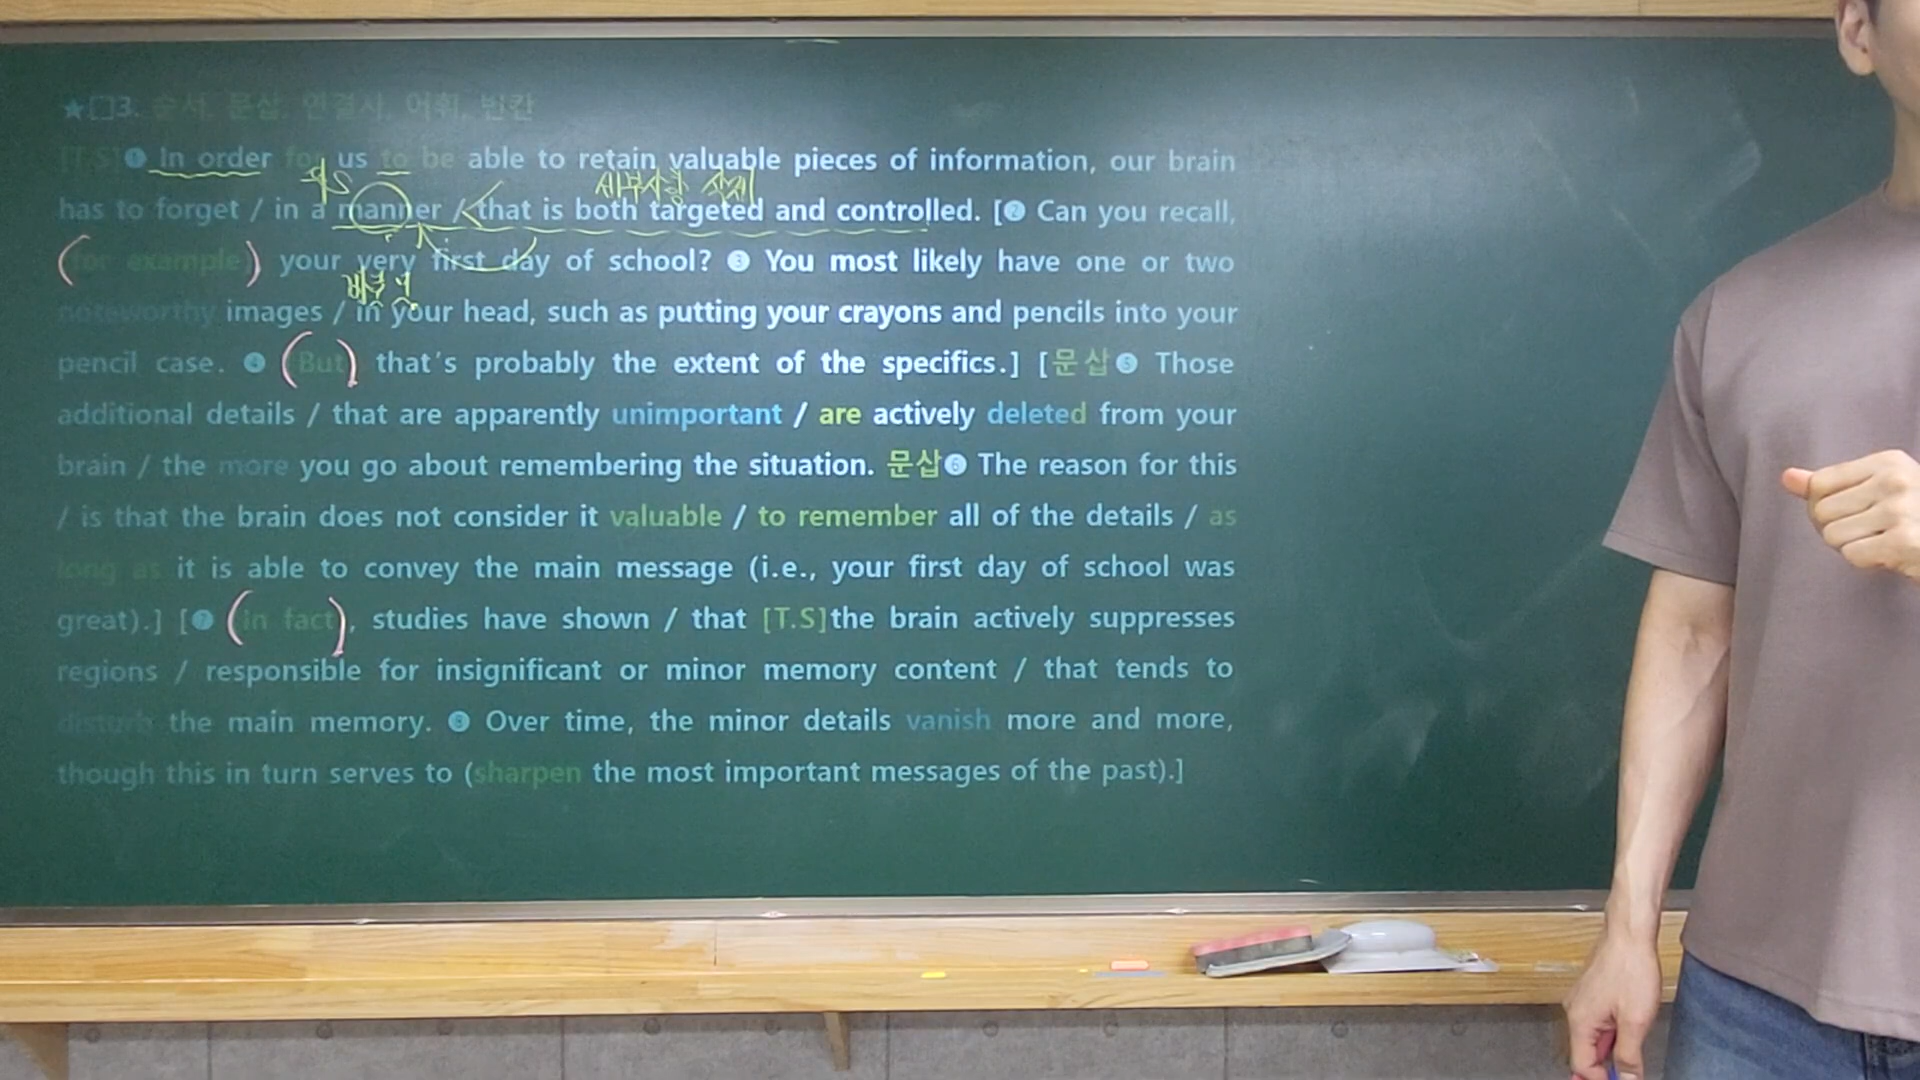 ★□3. 순서, 문삽, 연결사, 어휘, 빈칸
[T.S]❶ In order for us to be able to retain valuable pieces of information, our brain
세부사항 삭제
has to forget / in a manner / that is both targeted and controlled. [❷ Can you recall,
(for example) your very first day of school? ❸ You most likely have one or two
noteworthy images / in your head, such as putting your crayons and pencils into your
pencil case. ❹ (But) that's probably the extent of the specifics.] [문삽❺ Those
additional details / that are apparently unimportant / are actively deleted from your
brain / the more you go about remembering the situation. 문삽❻ The reason for this
/ is that the brain does not consider it valuable / to remember all of the details / as
long as it is able to convey the main message (i.e., your first day of school was
great).] [❼ (in fact), studies have shown / that [T.S]the brain actively suppresses
regions / responsible for insignificant or minor memory content / that tends to
disturb the main memory. ❽ Over time, the minor details vanish more and more,
though this in turn serves to (sharpen the most important messages of the past).]